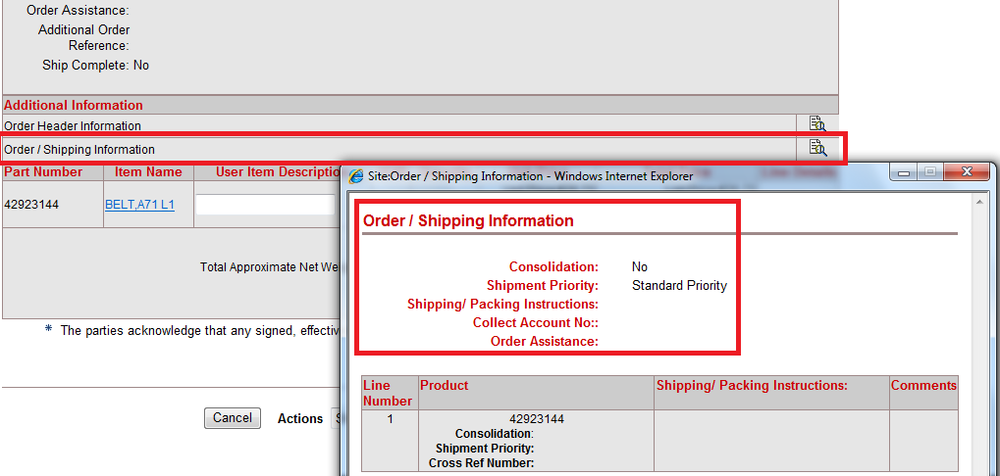 Order Assistance:
Additional Order
Reference:
Ship Complete: No
Additional Information
Order Header Information
Order / Shipping Information
Part Number Item Name User Item Descriptio
42923144 BELT,A71 L1
Total Approximate Net We
* The parties acknowledge that any signed, effectiv
Cancel Actions S
Site:Order / Shipping Information - Windows Internet Explorer
Order / Shipping Information
Consolidation: No
Shipment Priority: Standard Priority
Shipping/ Packing Instructions:
Collect Account No::
Order Assistance:
Line Number Product Shipping/ Packing Instructions: Comments
1 42923144
Consolidation:
Shipment Priority:
Cross Ref Number: